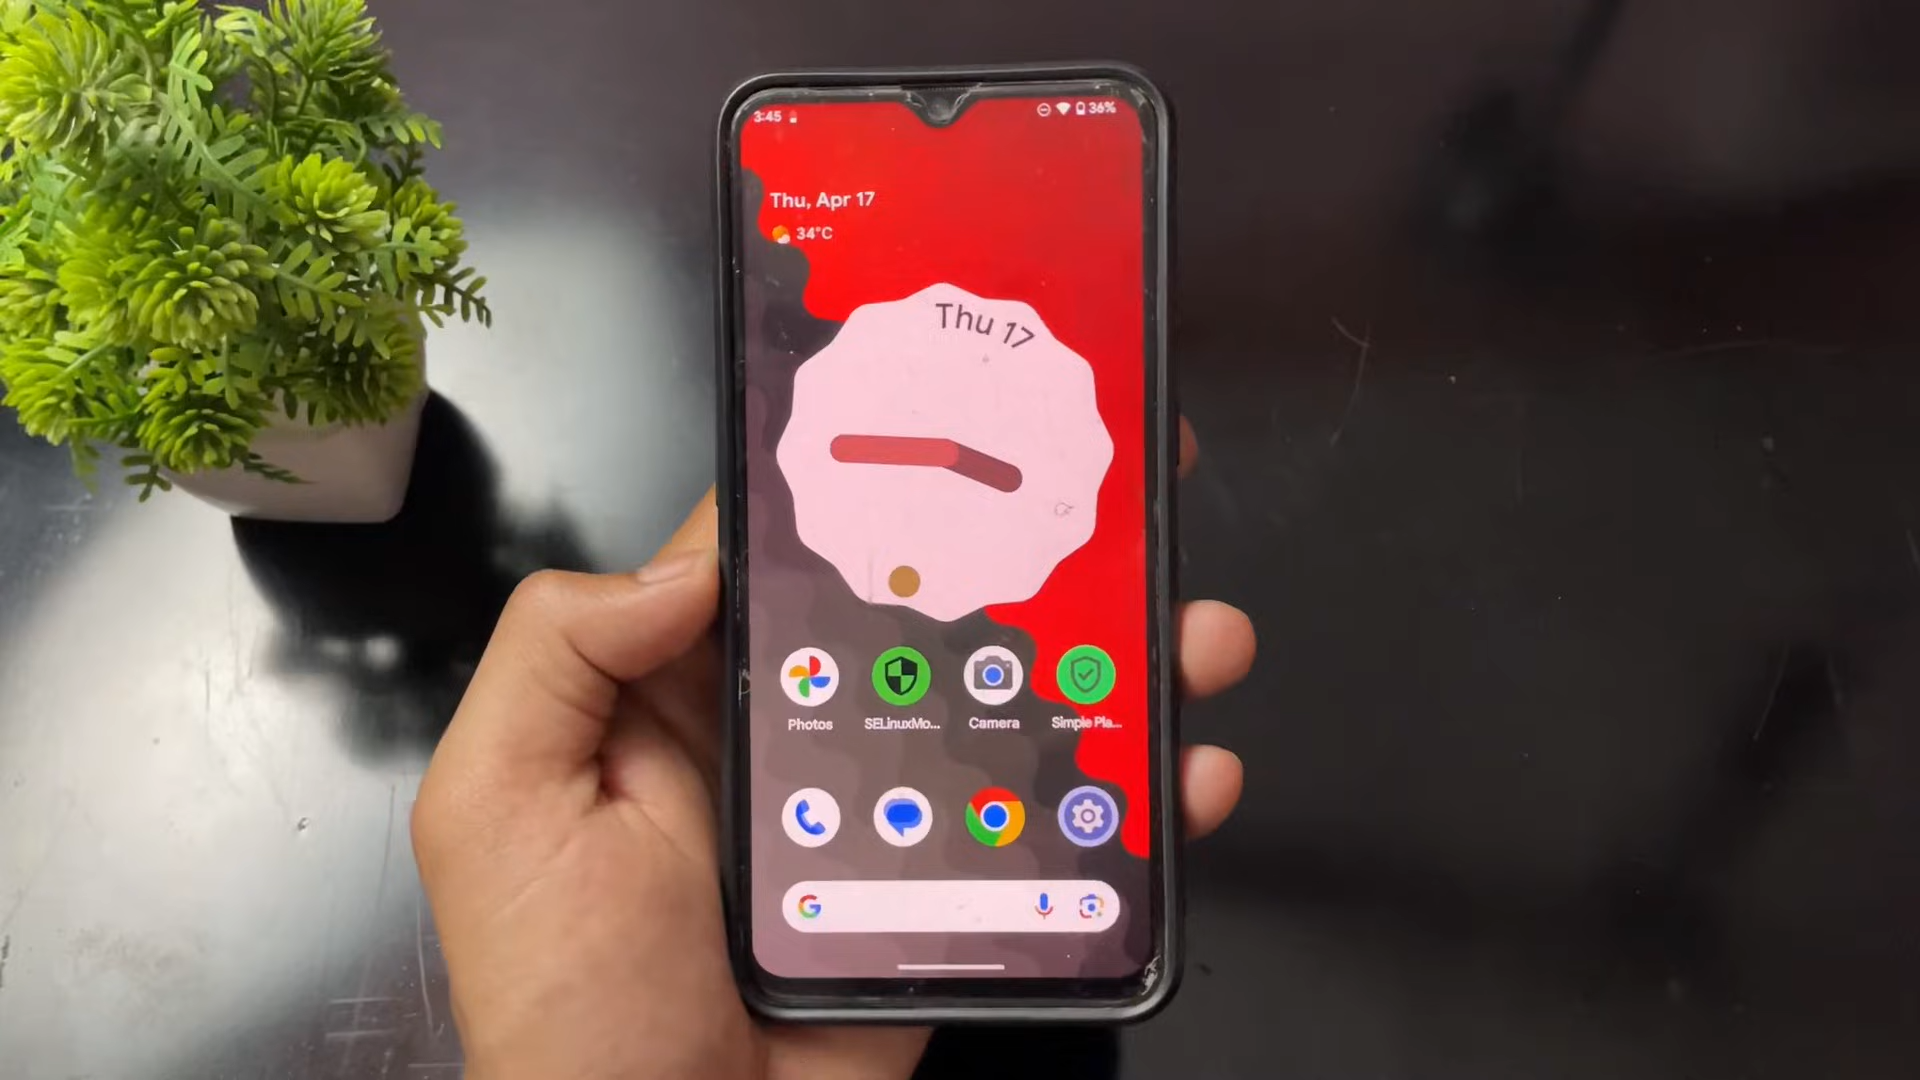 3:45
36%
Thu, Apr 17
34°C
Thu 17
Photos
SELinuxMo...
Camera
Simple Pla...
G